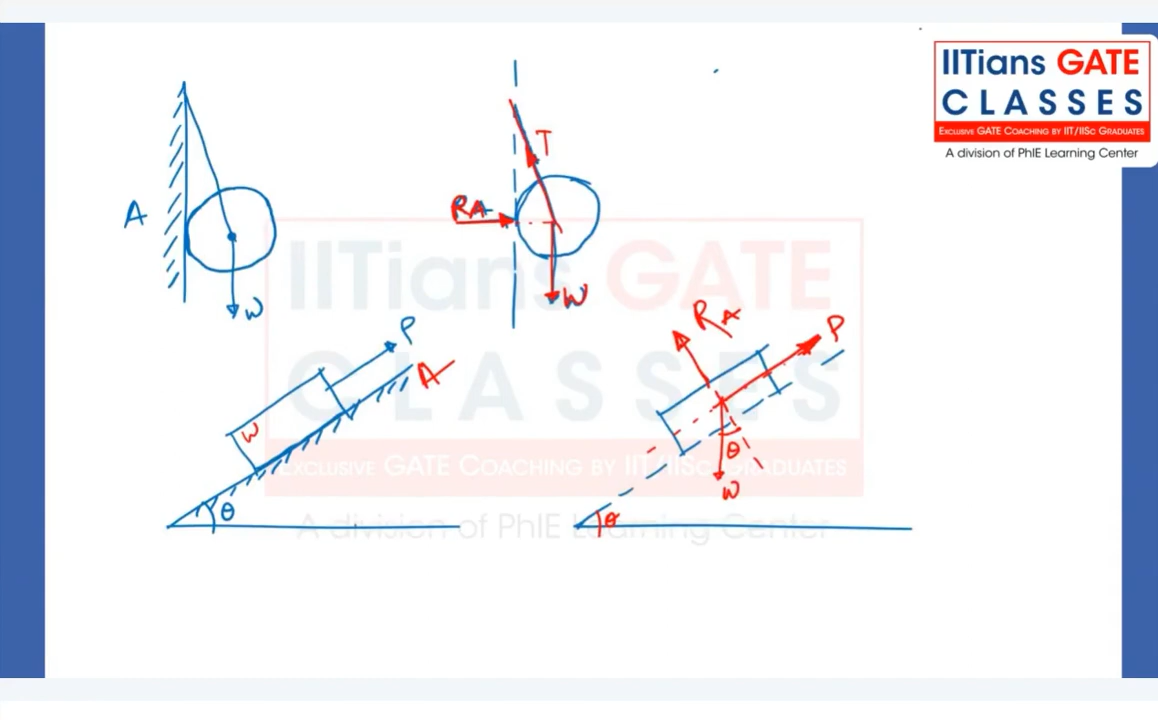 IITians GATE
CLASSES
EXCLUSIVE GATE COACHING BY IIT/IISC GRADUATES
A division of PhIE Learning Center
T
A
RA
W
W
P
A
W
θ
RA
P
θ
W
θ
IITians GATE
CLASSES
EXCLUSIVE GATE COACHING BY IIT/IISC GRADUATES
A division of PhIE Learning Center